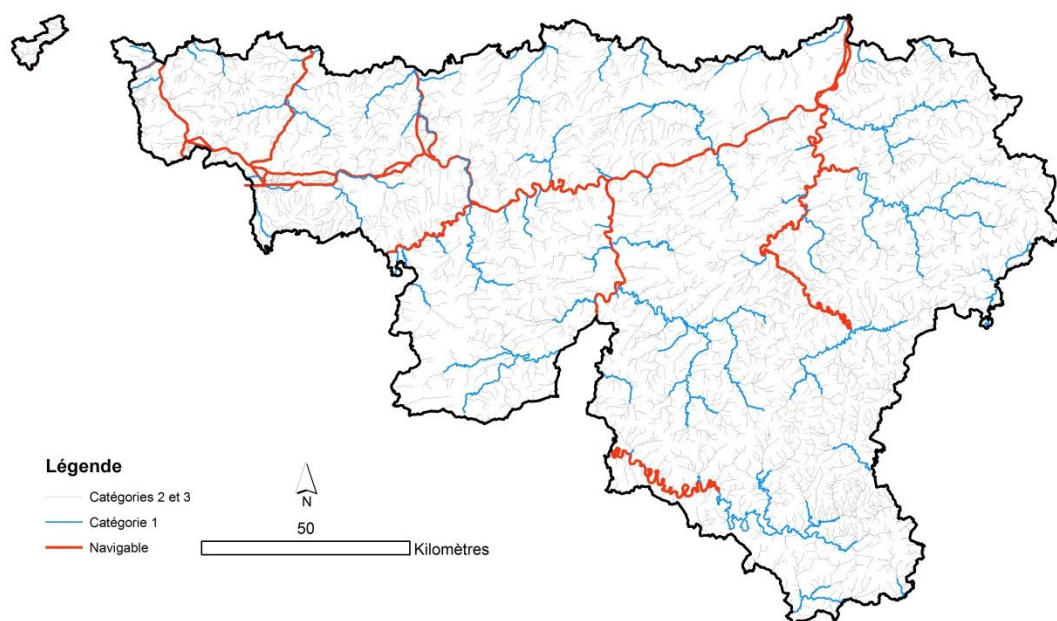 Légende
Catégories 2 et 3
Catégorie 1
Navigable
N
50
Kilomètres